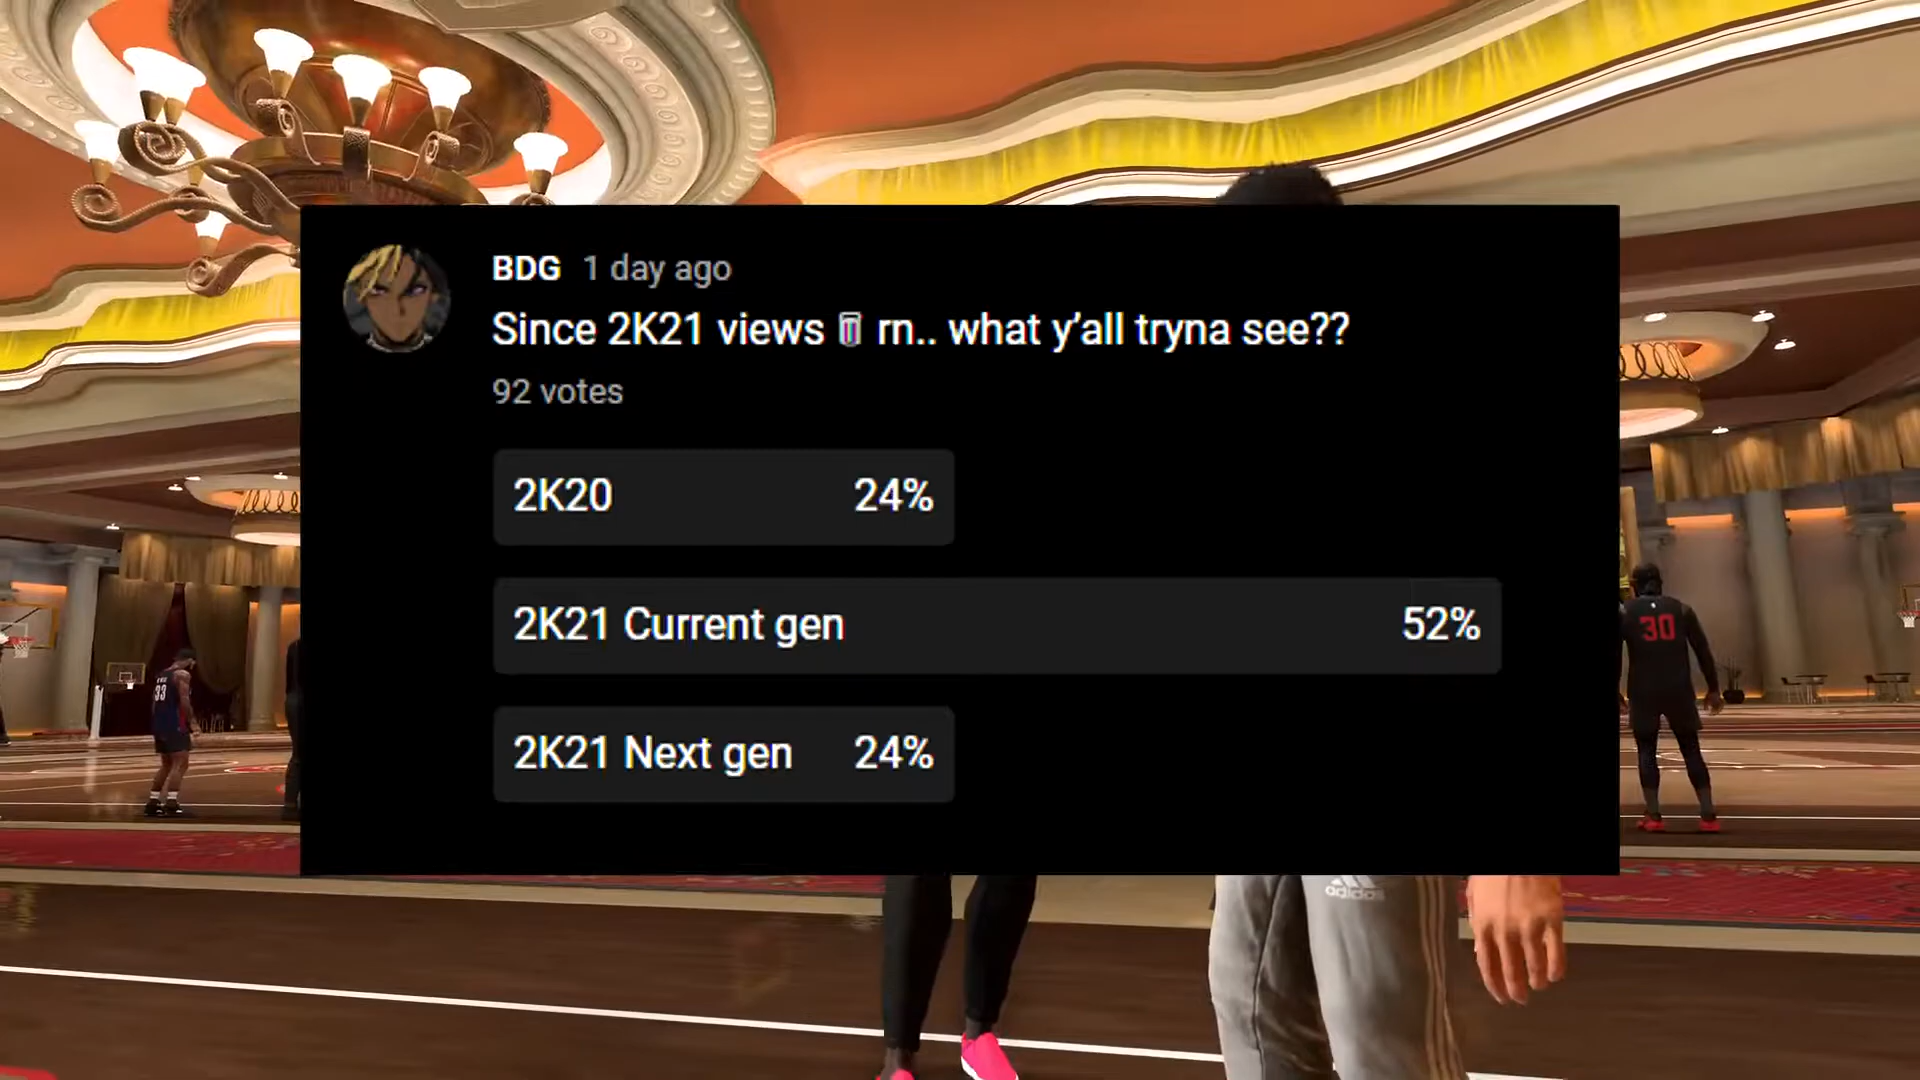 BDG 1 day ago
Since 2K21 views 🗑 rn.. what y’all tryna see??
92 votes
2K20 24%
2K21 Current gen 52%
2K21 Next gen 24%
33
30
adidas